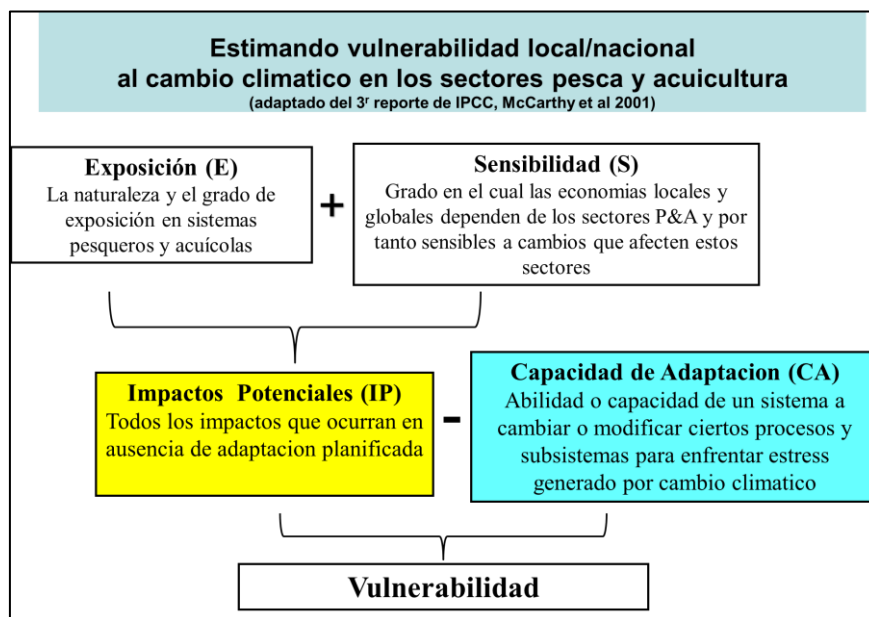 Estimando vulnerabilidad local/nacional
al cambio climatico en los sectores pesca y acuicultura
(adaptado del 3ʳ reporte de IPCC, McCarthy et al 2001)
Exposición (E)
La naturaleza y el grado de
exposición en sistemas
pesqueros y acuícolas
+
Sensibilidad (S)
Grado en el cual las economias locales y
globales dependen de los sectores P&A y por
tanto sensibles a cambios que afecten estos
sectores
Impactos Potenciales (IP)
Todos los impactos que ocurran en
ausencia de adaptacion planificada
-
Capacidad de Adaptacion (CA)
Abilidad o capacidad de un sistema a
cambiar o modificar ciertos procesos y
subsistemas para enfrentar estress
generado por cambio climatico
Vulnerabilidad